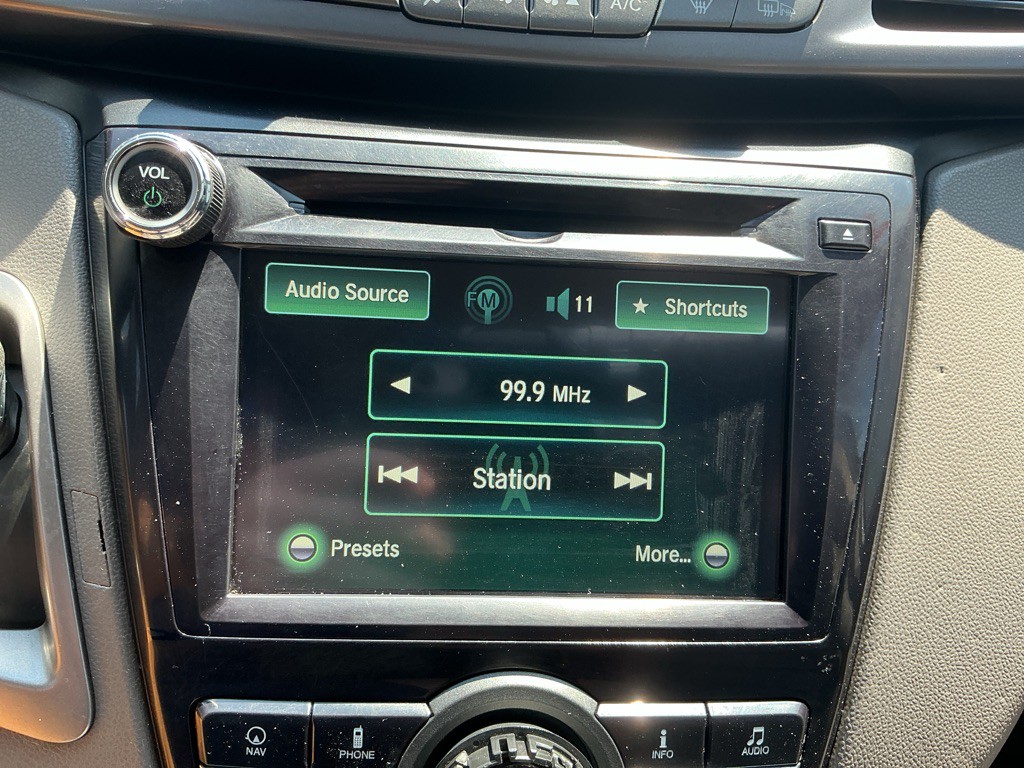 A/C
VOL
Audio Source
FM
11
Shortcuts
99.9 MHz
Station
Presets
More...
NAV
PHONE
INFO
AUDIO